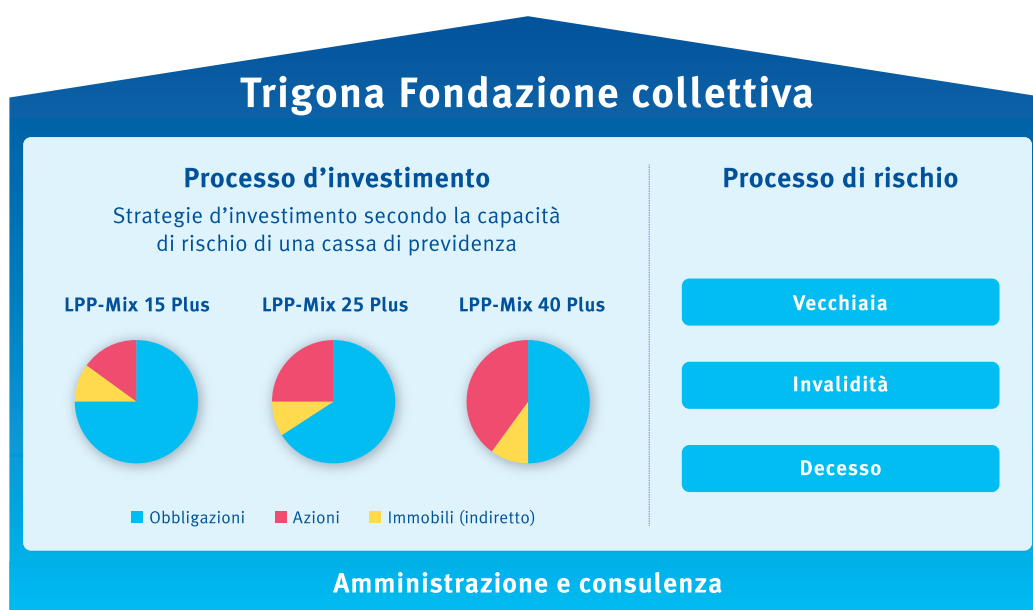 Trigona Fondazione collettiva
Processo d’investimento
Strategie d’investimento secondo la capacità
di rischio di una cassa di previdenza
LPP-Mix 15 Plus
LPP-Mix 25 Plus
LPP-Mix 40 Plus
Obbligazioni
Azioni
Immobili (indiretto)
Processo di rischio
Vecchiaia
Invalidità
Decesso
Amministrazione e consulenza